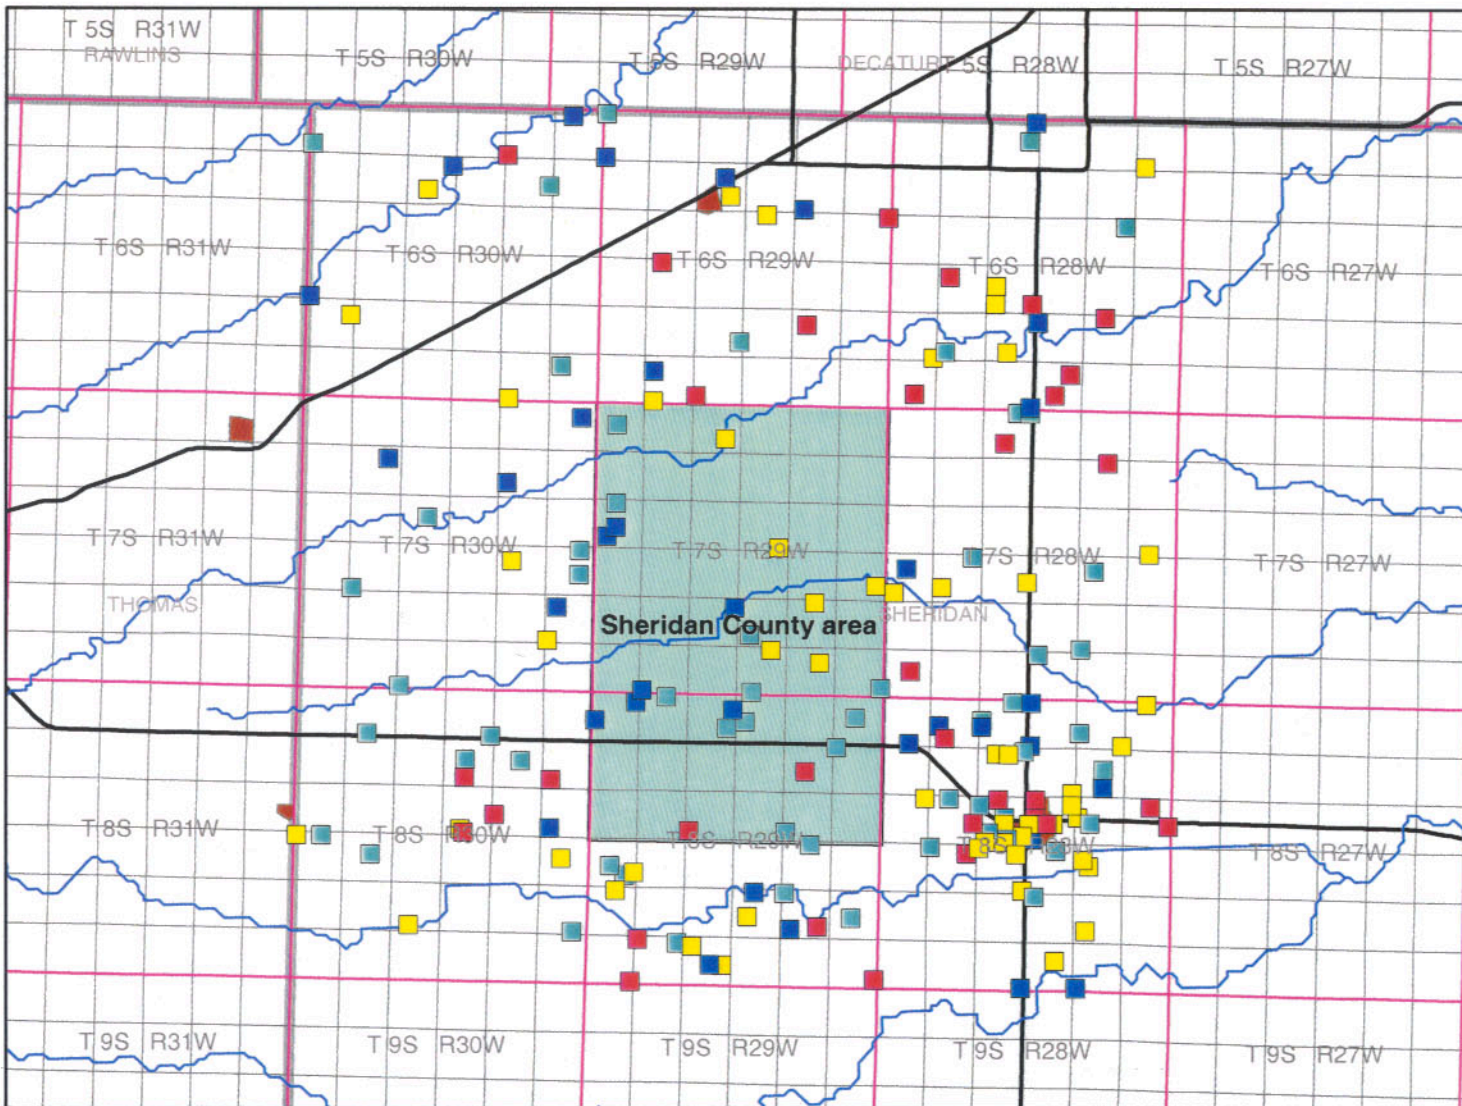 T 5S R31W
RAWLINS
T 5S R30W
T 5S R29W
DECATUR
T 5S R28W
T 5S R27W
T 6S R31W
T 6S R30W
T 6S R29W
T 6S R28W
T 6S R27W
T 7S R31W
T 7S R30W
T 7S R29W
T 7S R28W
T 7S R27W
THOMAS
Sheridan County area
SHERIDAN
T 8S R31W
T 8S R30W
T 8S R29W
T 8S R28W
T 8S R27W
T 9S R31W
T 9S R30W
T 9S R29W
T 9S R28W
T 9S R27W